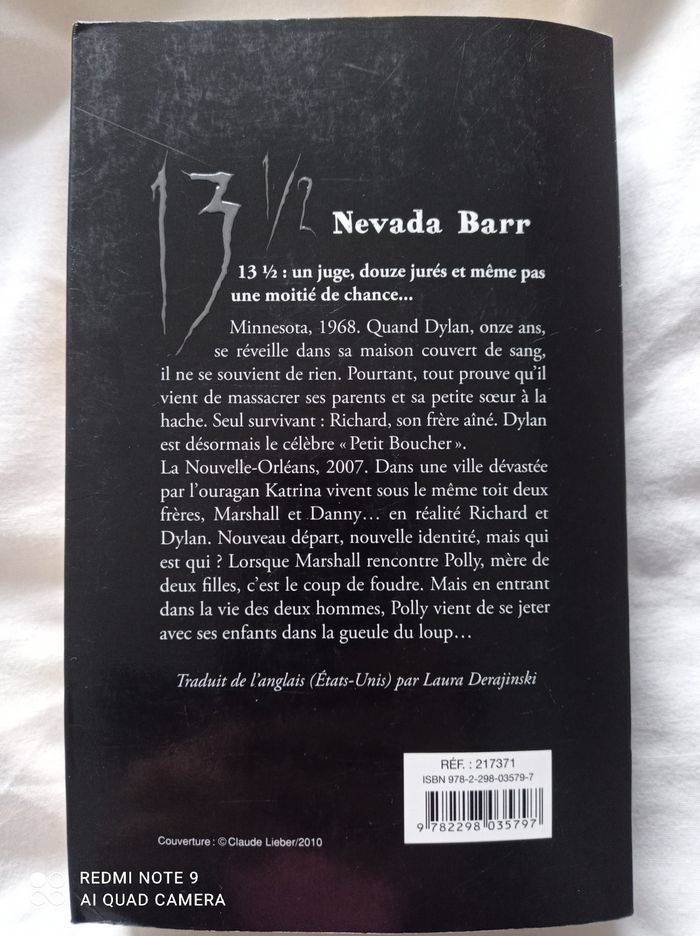 13 1/2
Nevada Barr
13 ½ : un juge, douze jurés et même pas
une moitié de chance...
Minnesota, 1968. Quand Dylan, onze ans,
se réveille dans sa maison couvert de sang,
il ne se souvient de rien. Pourtant, tout prouve qu'il
vient de massacrer ses parents et sa petite sœur à la
hache. Seul survivant : Richard, son frère aîné. Dylan
est désormais le célèbre « Petit Boucher ».
La Nouvelle-Orléans, 2007. Dans une ville dévastée
par l'ouragan Katrina vivent sous le même toit deux
frères, Marshall et Danny… en réalité Richard et
Dylan. Nouveau départ, nouvelle identité, mais qui
est qui ? Lorsque Marshall rencontre Polly, mère de
deux filles, c'est le coup de foudre. Mais en entrant
dans la vie des deux hommes, Polly vient de se jeter
avec ses enfants dans la gueule du loup…
Traduit de l'anglais (États-Unis) par Laura Derajinski
RÉF. : 217371
ISBN 978-2-298-03579-7
9 782298 035797
Couverture : © Claude Lieber/2010
REDMI NOTE 9
AI QUAD CAMERA